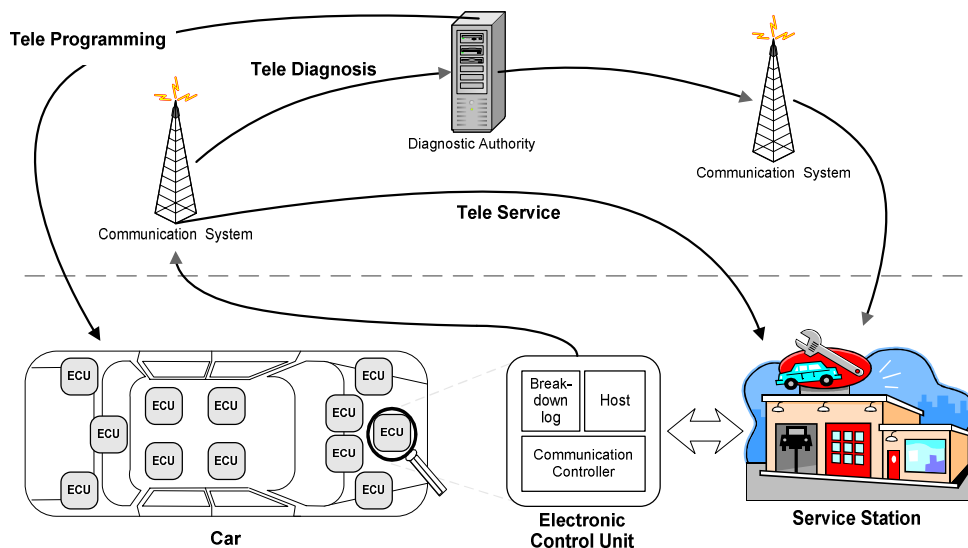 Tele Programming
Tele Diagnosis
Diagnostic Authority
Communication System
Communication System
Tele Service
ECU
ECU
ECU
ECU
ECU
ECU
ECU
ECU
ECU
ECU
ECU
ECU
Break-
down
log
Host
Communication
Controller
Car
Electronic
Control Unit
Service Station